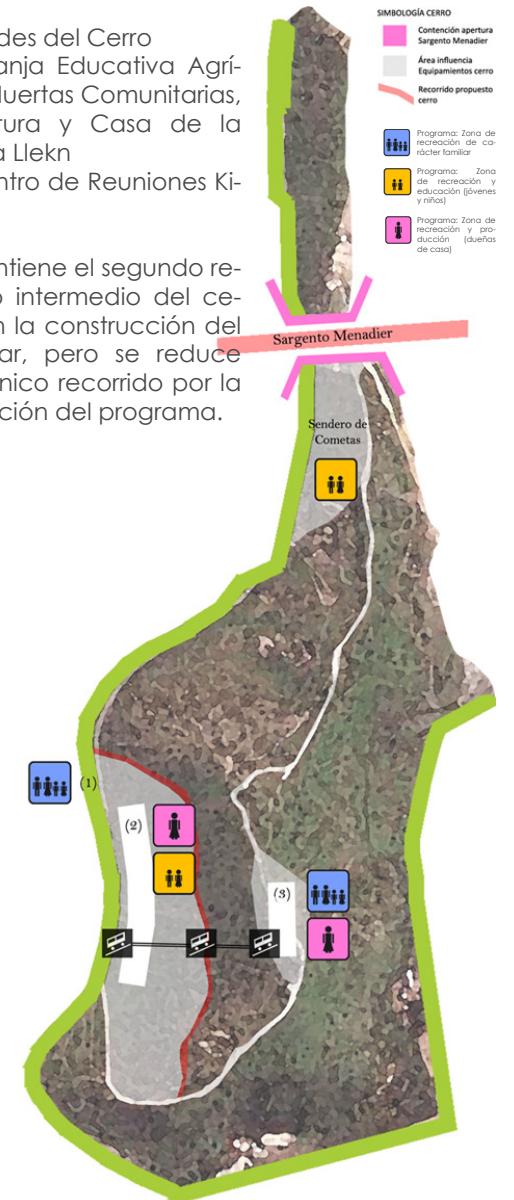 des del Cerro
anja Educativa Agrí-
Huertas Comunitarias,
tura y Casa de la
a Llekn
ntro de Reuniones Ki-
ntiene el segundo re-
o intermedio del ce-
n la construcción del
ar, pero se reduce
nico recorrido por la
ción del programa.
SIMBOLOGÍA CERRO
Contención apertura
Sargento Menadier
Área influencia
Equipamientos cerro
Recorrido propuesto
cerro
Programa: Zona de
recreación de ca-
rácter familiar
Programa: Zona
de recreación y
educación (jóvenes
y niños)
Programa: Zona de
recreación y pro-
ducción (dueñas
de casa)
Sargento Menadier
Sendero de
Cometas
(1)
(2)
(3)